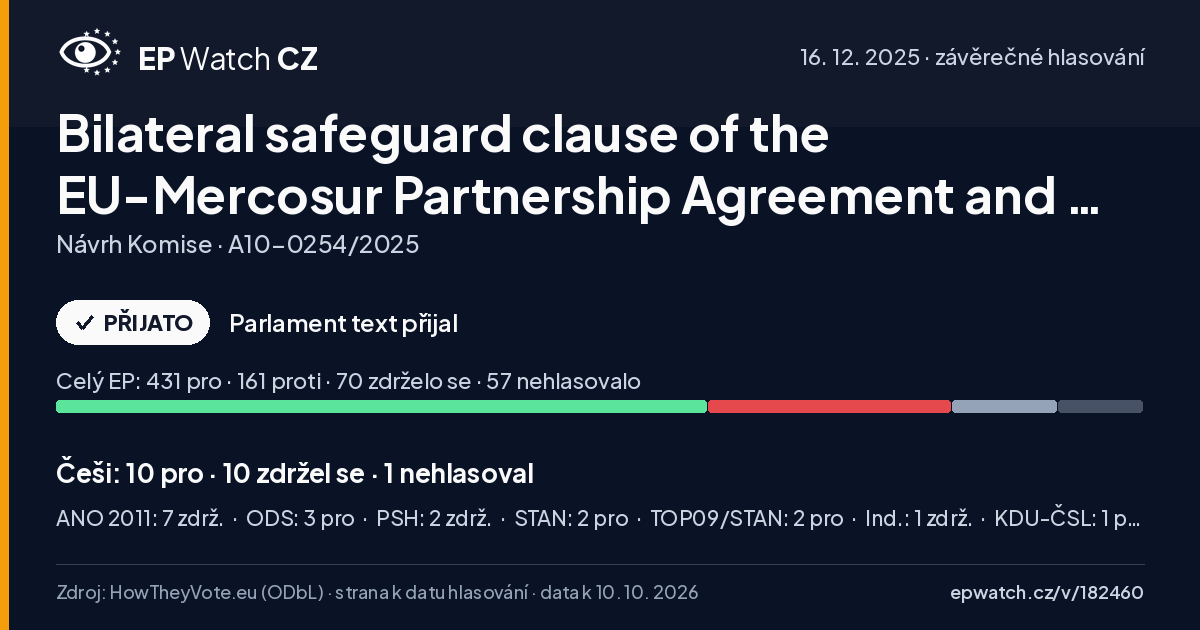 EP Watch CZ
16. 12. 2025 · závěrečné hlasování
Bilateral safeguard clause of the
EU-Mercosur Partnership Agreement and …
Návrh Komise · A10-0254/2025
✓ PŘIJATO
Parlament text přijal
Celý EP: 431 pro · 161 proti · 70 zdrželo se · 57 nehlasovalo
Češi: 10 pro · 10 zdržel se · 1 nehlasoval
ANO 2011: 7 zdrž. · ODS: 3 pro · PSH: 2 zdrž. · STAN: 2 pro · TOP09/STAN: 2 pro · Ind.: 1 zdrž. · KDU-ČSL: 1 p…
Zdroj: HowTheyVote.eu (ODbL) · strana k datu hlasování · data k 10. 10. 2026
epwatch.cz/v/182460